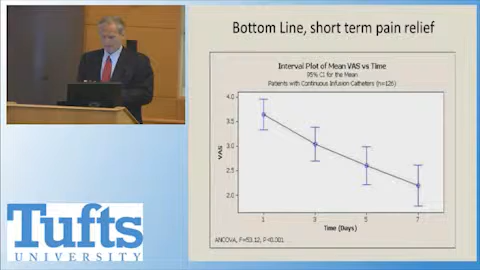 Bottom Line, short term pain relief
Interval Plot of Mean VAS vs Time
95% CI for the Mean
Patients with Continuous Infusion Catheters (n=126)
VAS
4.0
3.5
3.0
2.5
2.0
1
3
5
7
Time (Days)
ANCOVA, F=53.12, P<0.001
Tufts
UNIVERSITY